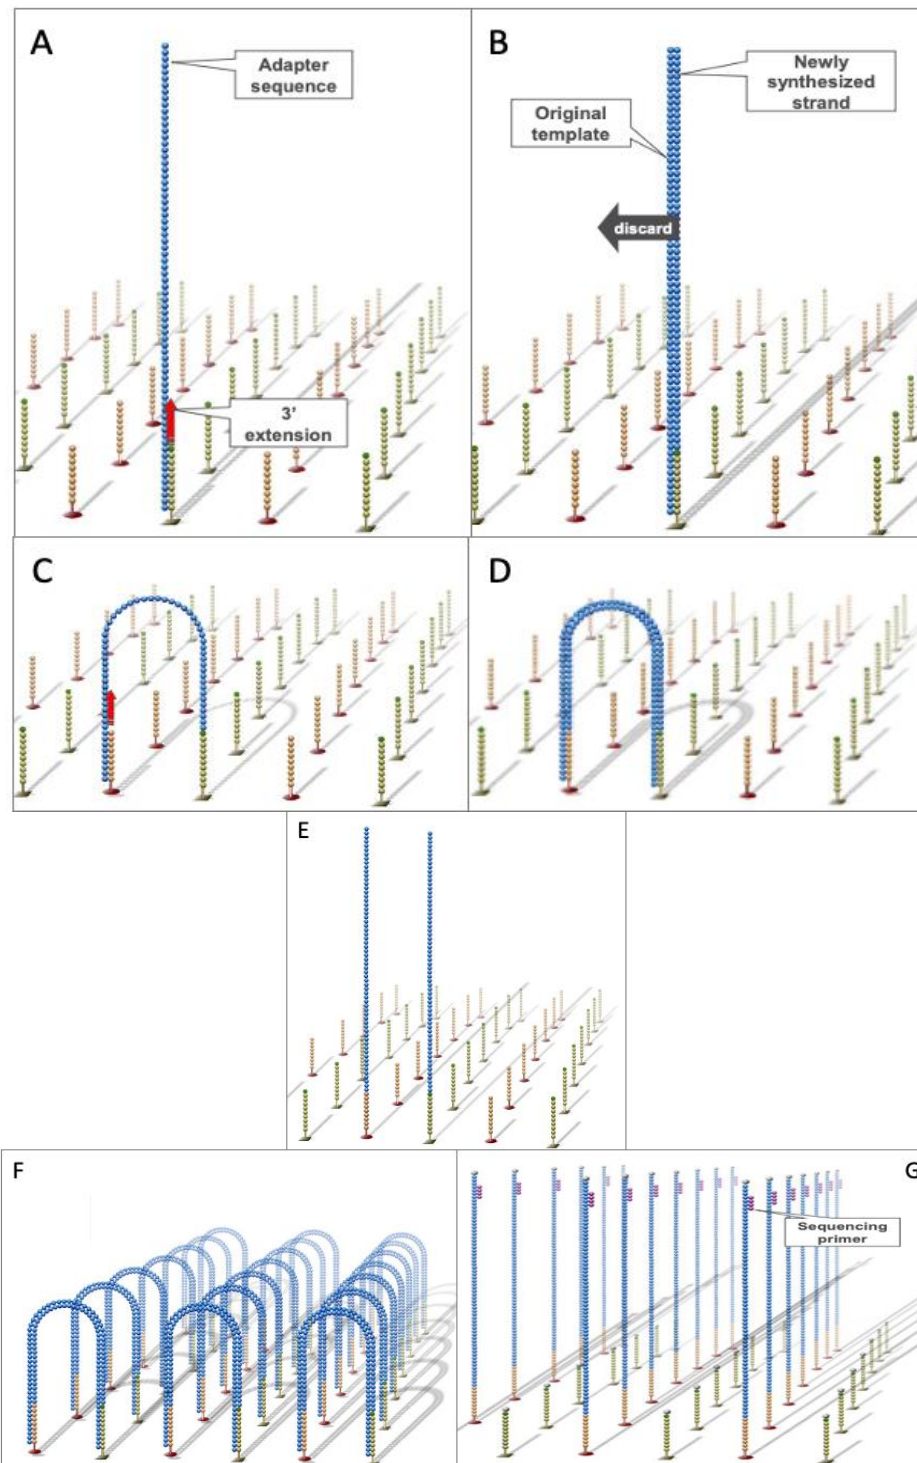 A
Adapter
sequence
3'
extension
B
Newly
synthesized
strand
Original
template
discard
C
D
E
F
G
Sequencing
primer